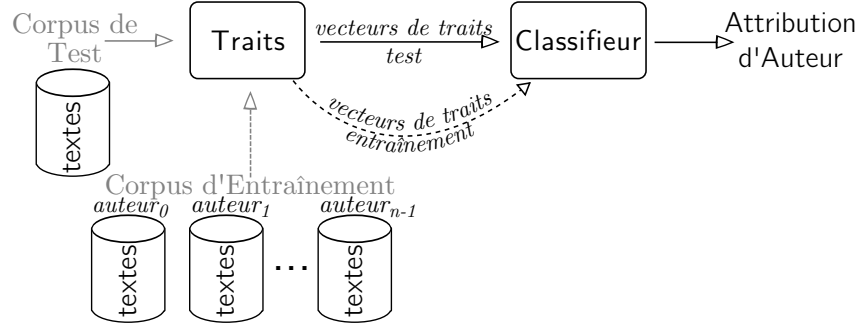 Corpus de
Test
textes
Traits
vecteurs de traits
test
Classifieur
Attribution
d'Auteur
vecteurs de traits
entraînement
Corpus d'Entraînement
auteur0
auteur1
auteurn-1
textes
textes
...
textes